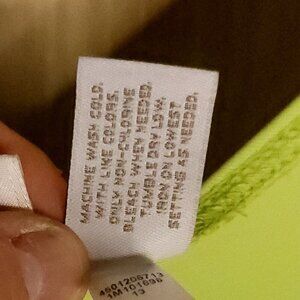 MACHINE WASH COLD,
WITH LIKE COLORS.
ONLY NON-CHLORINE
BLEACH WHEN NEEDED.
TUMBLE DRY LOW.
IRON ON LOWEST
SETTING AS NEEDED.
13